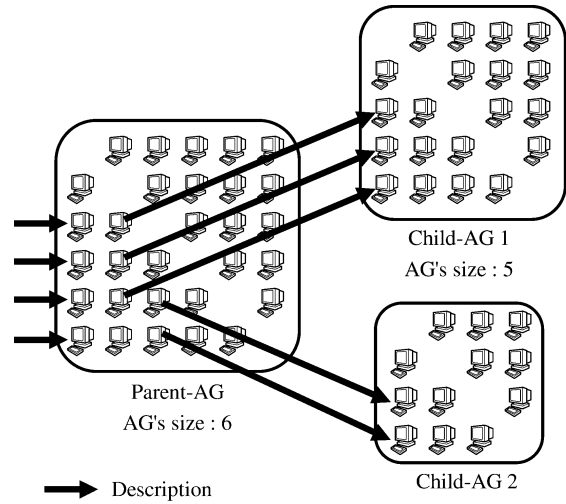 Child-AG 1
AG's size : 5
Parent-AG
AG's size : 6
Child-AG 2
Description